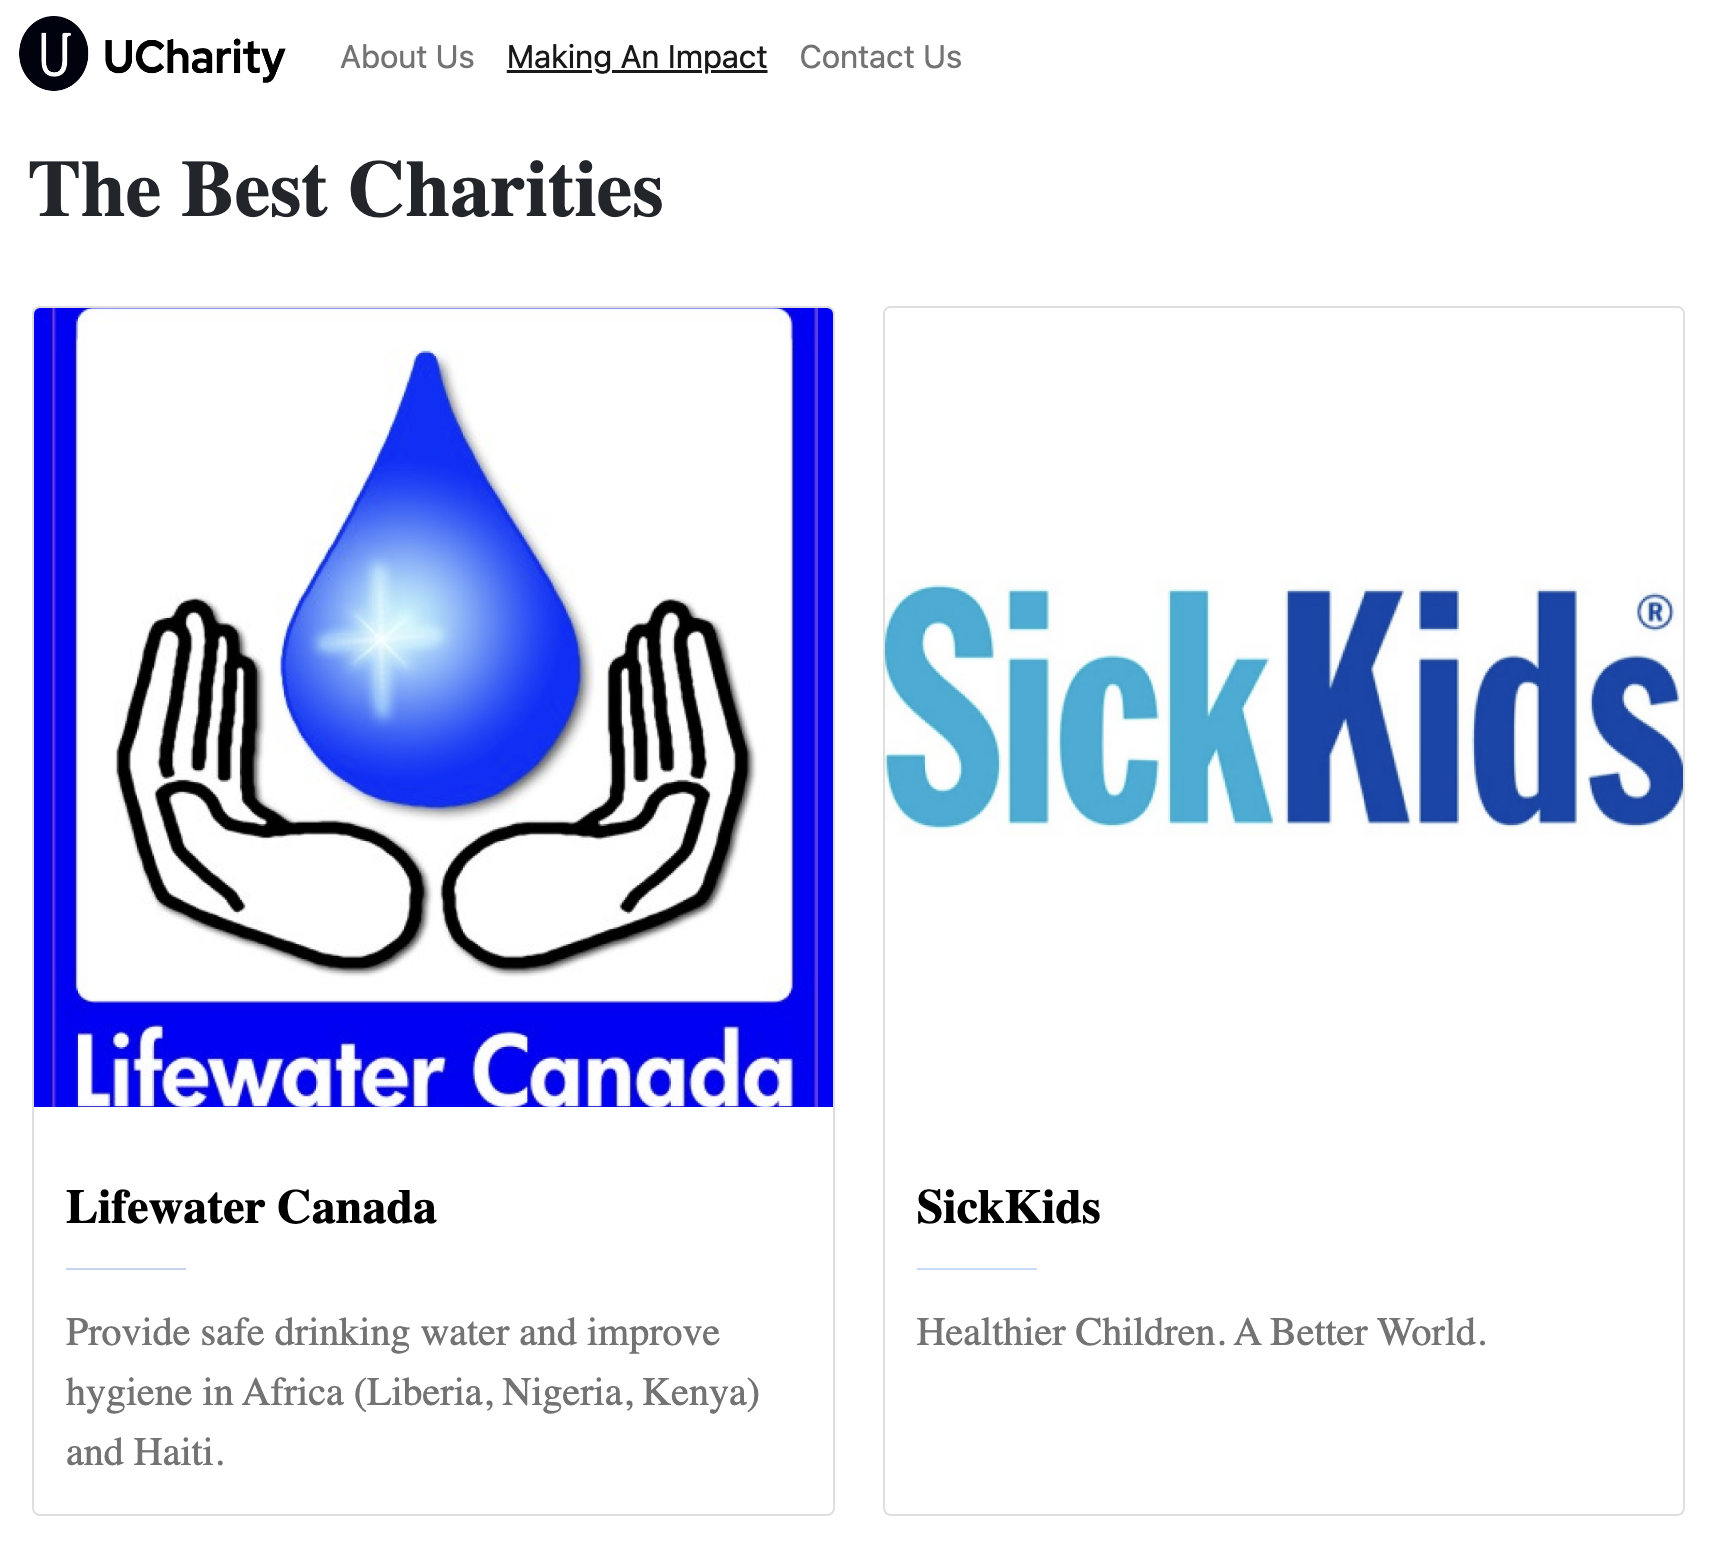 U UCharity About Us Making An Impact Contact Us
The Best Charities
Lifewater Canada
SickKids®
Lifewater Canada
Provide safe drinking water and improve
hygiene in Africa (Liberia, Nigeria, Kenya)
and Haiti.
SickKids
Healthier Children. A Better World.